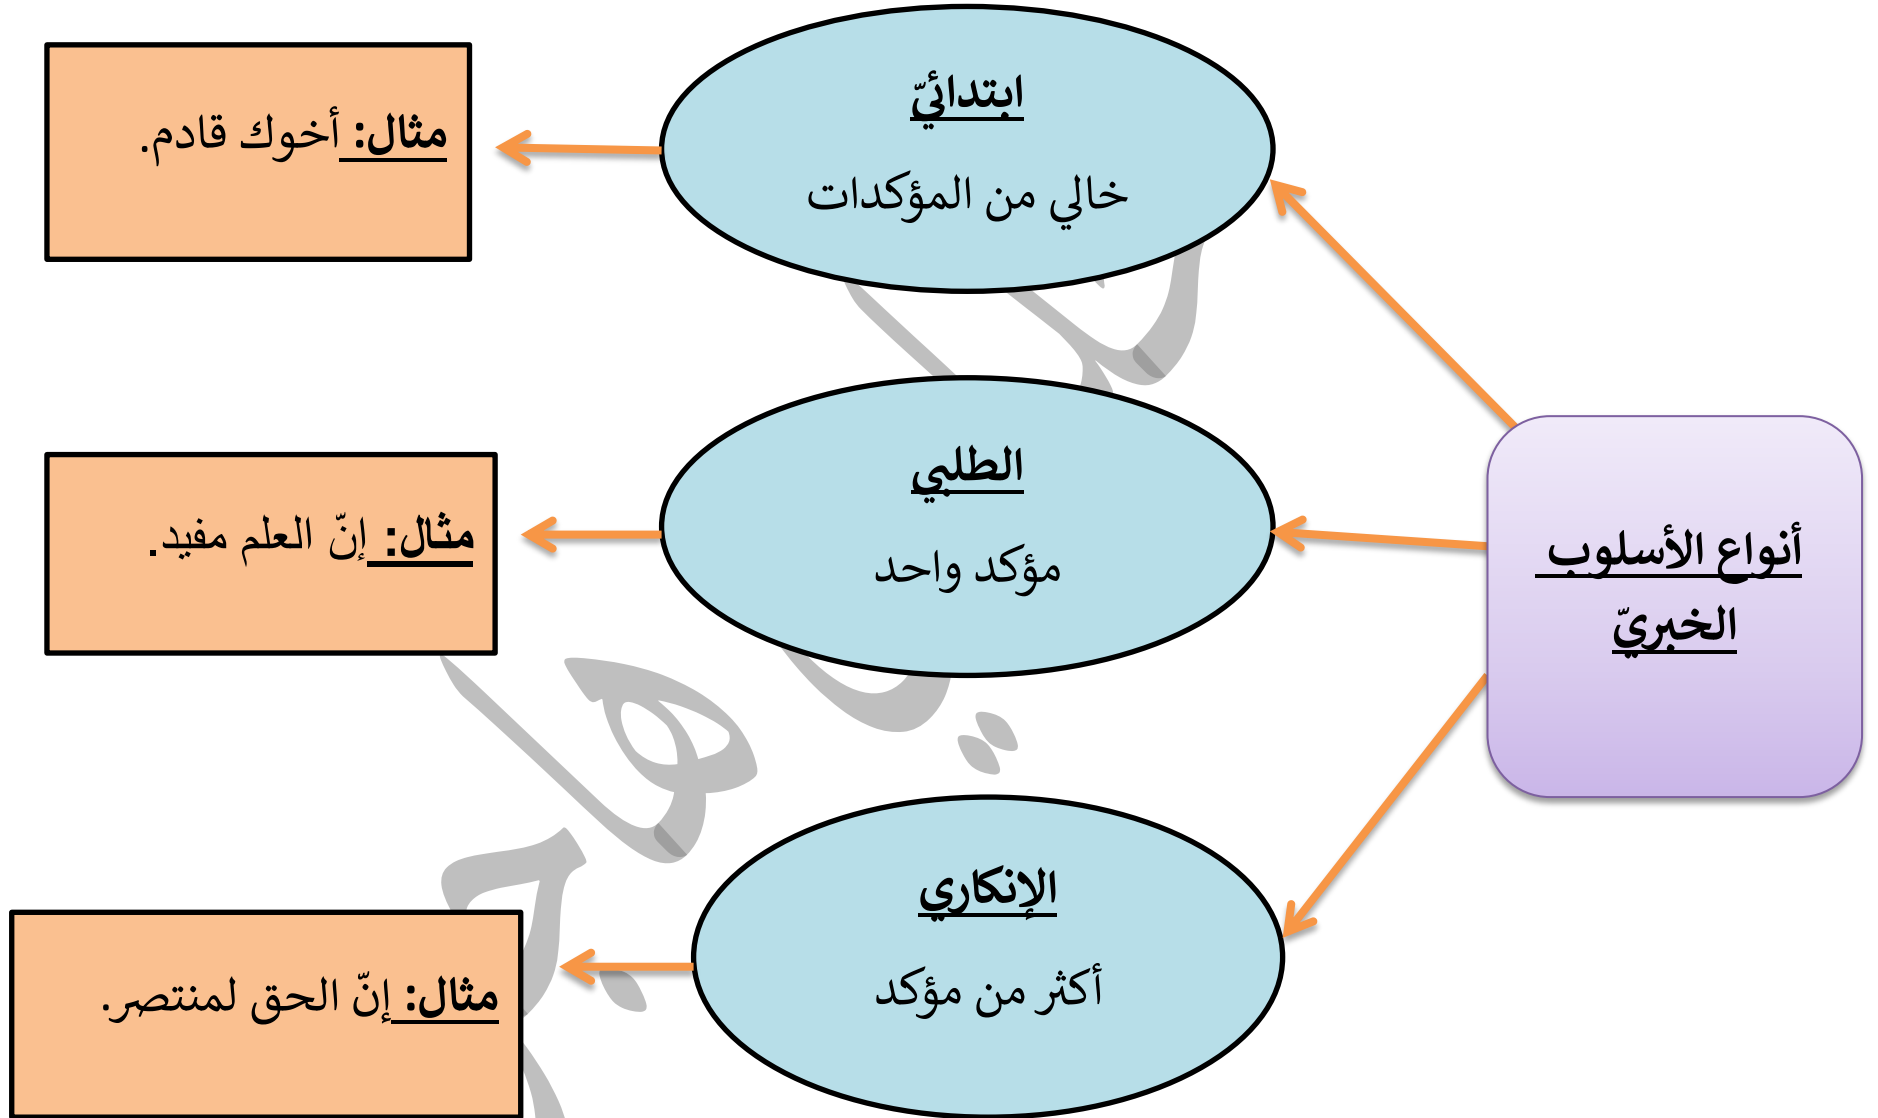 أنواع الأسلوب
الخبريّ
ابتدائيّ
خالي من المؤكدات
مثال: أخوك قادم.
الطلبي
مؤكد واحد
مثال: إنّ العلم مفيد.
الإنكاري
أكثر من مؤكد
مثال: إنّ الحق لمنتصر.